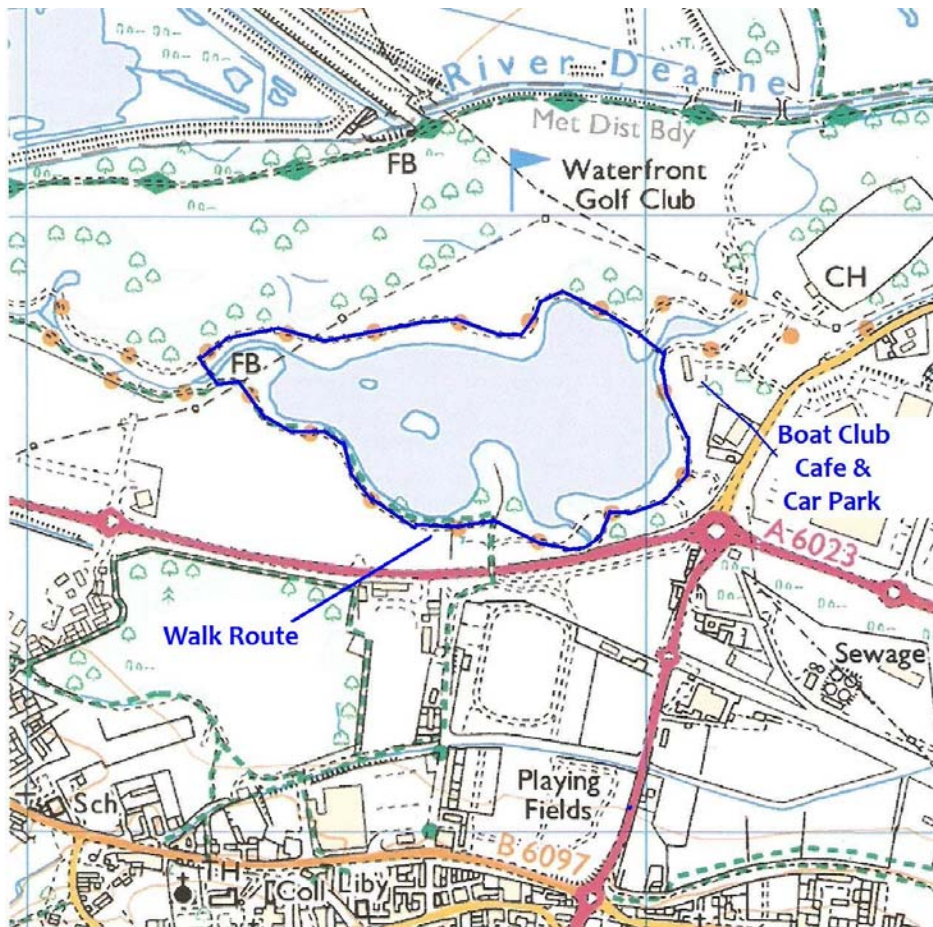 River Dearne
Met Dist Bdy
FB
Waterfront
Golf Club
CH
FB
Boat Club
Cafe &
Car Park
A 6023
Walk Route
Sewage
Playing
Fields
Sch
B 6097
TH
Coll
Liby